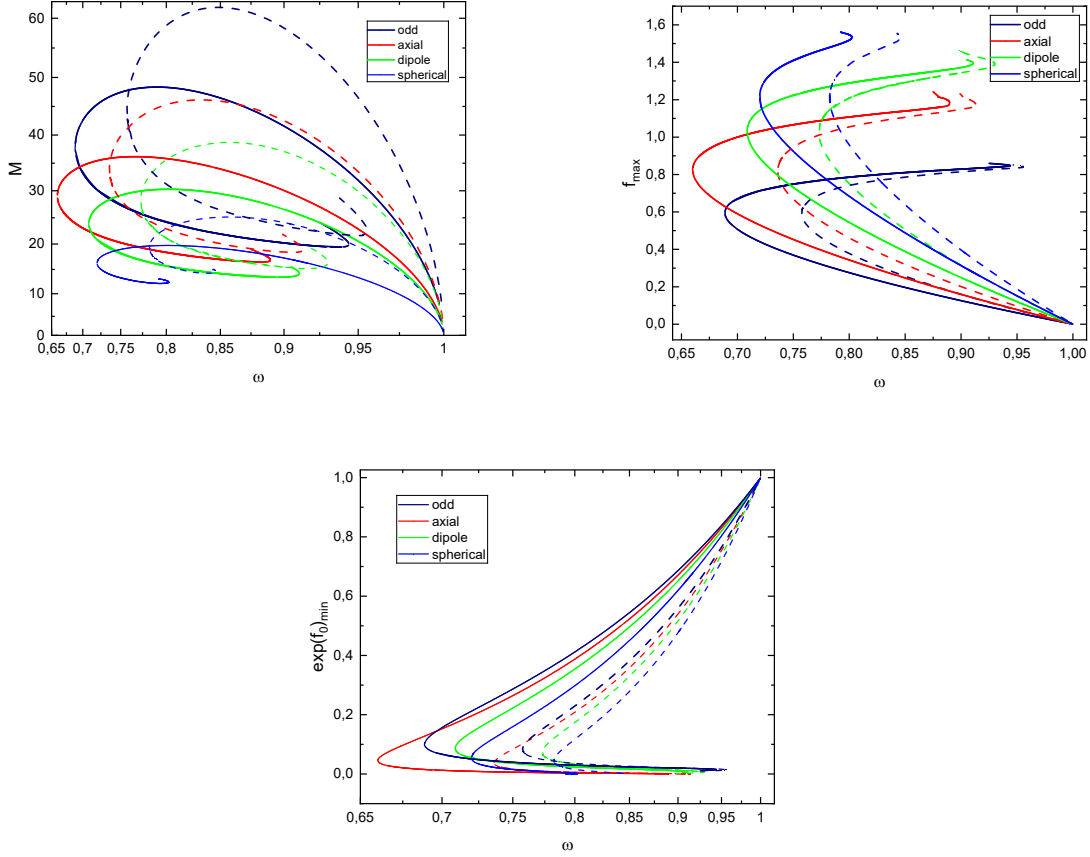 60
50
40
30
20
10
0
M
odd
axial
dipole
spherical
0,65 0,7 0,75 0,8 0,85 0,9 0,95 1
ω
1,6
1,4
1,2
1,0
0,8
0,6
0,4
0,2
0,0
f_max
odd
axial
dipole
spherical
0,65 0,70 0,75 0,80 0,85 0,90 0,95 1,00
ω
1,0
0,8
0,6
0,4
0,2
0,0
exp(f_0)_min
odd
axial
dipole
spherical
0,65 0,7 0,75 0,8 0,85 0,9 0,95 1
ω